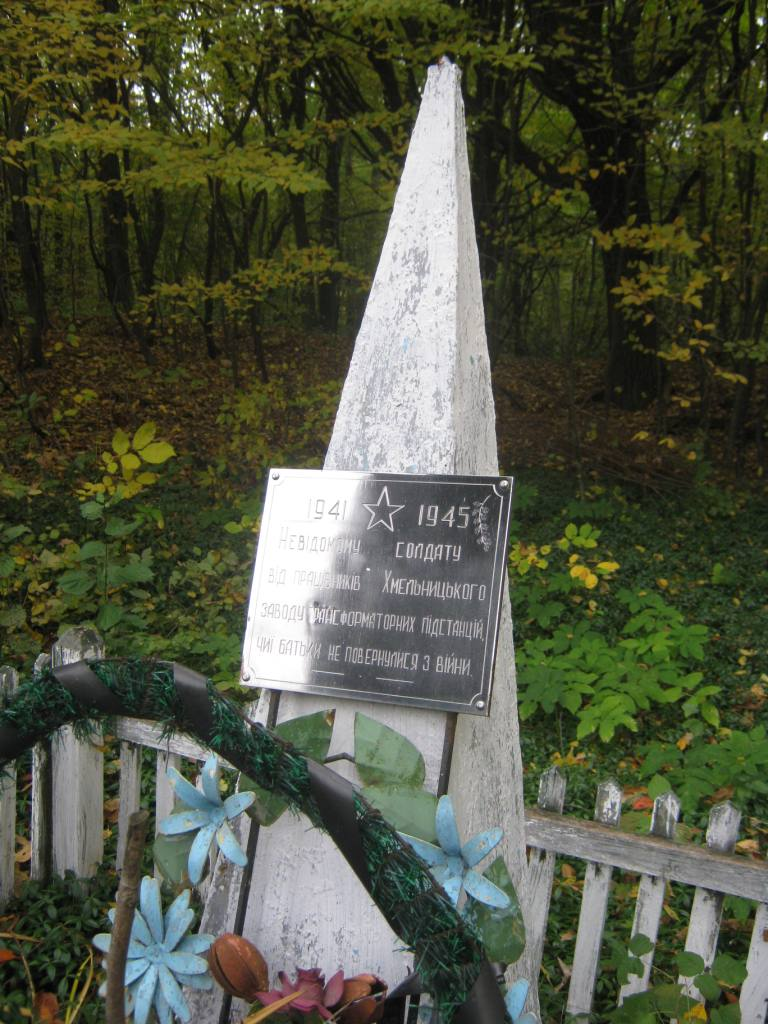 1941 1945
Невідомому солдату
від працівників Хмельницького
заводу трансформаторних підстанцій,
чиї батьки не повернулися з війни.